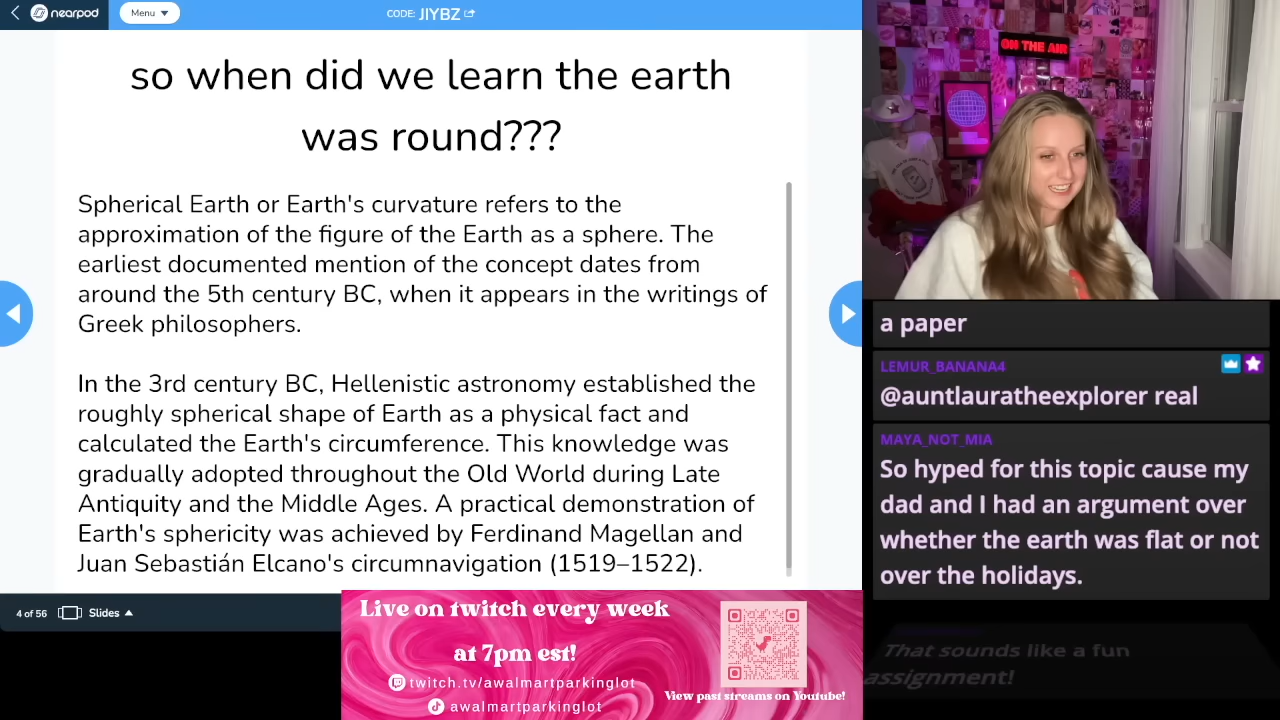 nearpod
Menu
CODE: JIYBZ
so when did we learn the earth
was round???
Spherical Earth or Earth's curvature refers to the
approximation of the figure of the Earth as a sphere. The
earliest documented mention of the concept dates from
around the 5th century BC, when it appears in the writings of
Greek philosophers.
In the 3rd century BC, Hellenistic astronomy established the
roughly spherical shape of Earth as a physical fact and
calculated the Earth's circumference. This knowledge was
gradually adopted throughout the Old World during Late
Antiquity and the Middle Ages. A practical demonstration of
Earth's sphericity was achieved by Ferdinand Magellan and
Juan Sebastián Elcano's circumnavigation (1519–1522).
4 of 56
Slides
Live on twitch every week
at 7pm est!
twitch.tv/awalmartparkinglot
awalmartparkinglot
View past streams on Youtube!
ON THE AIR
a paper
LEMUR_BANANA4
@auntlauratheexplorer real
MAYA_NOT_MIA
So hyped for this topic cause my
dad and I had an argument over
whether the earth was flat or not
over the holidays.
That sounds like a fun
assignment!